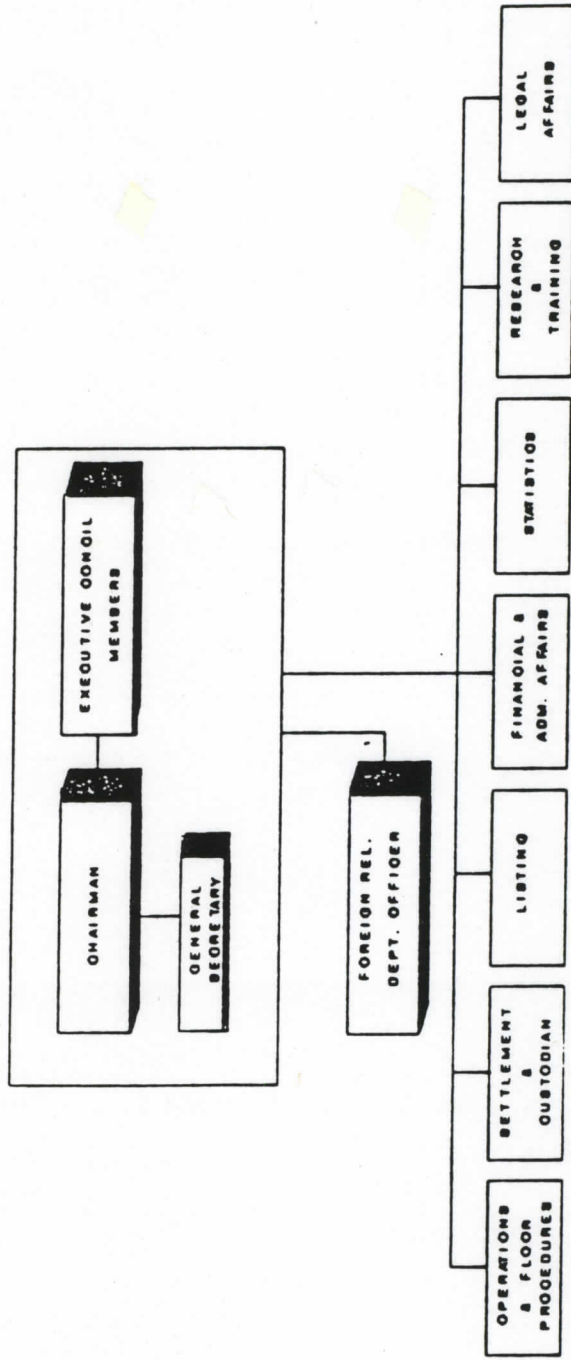 EXECUTIVE CONCIL
MEMBERS
CHAIRMAN
GENERAL
SECRETARY
FOREIGN REL.
DEPT. OFFICER
OPERATIONS
& FLOOR
PROCEDURES
SETTLEMENT
&
CUSTODIAN
LISTING
FINANCIAL &
ADM. AFFAIRS
STATISTICS
RESEARCH
&
TRAINING
LEGAL
AFFAIRS